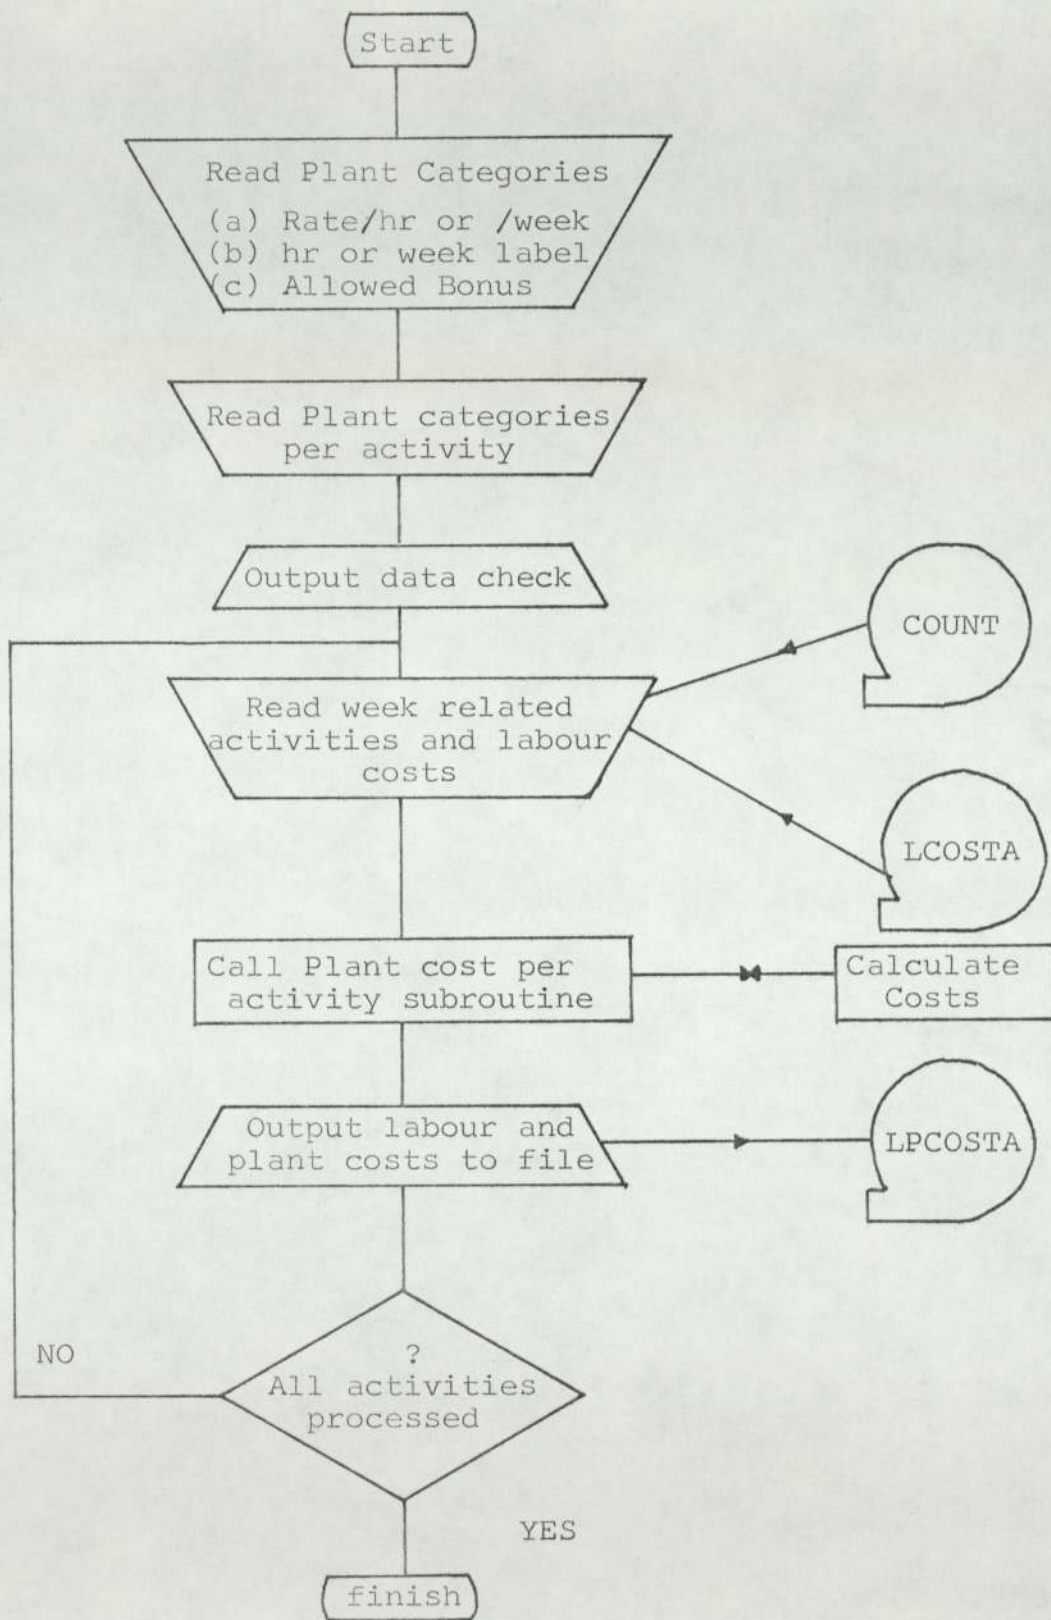 Start
Read Plant Categories
(a) Rate/hr or /week
(b) hr or week label
(c) Allowed Bonus
Read Plant categories
per activity
Output data check
COUNT
Read week related
activities and labour
costs
LCOSTA
Call Plant cost per
activity subroutine
Calculate
Costs
Output labour and
plant costs to file
LPCOSTA
NO
?
All activities
processed
YES
finish